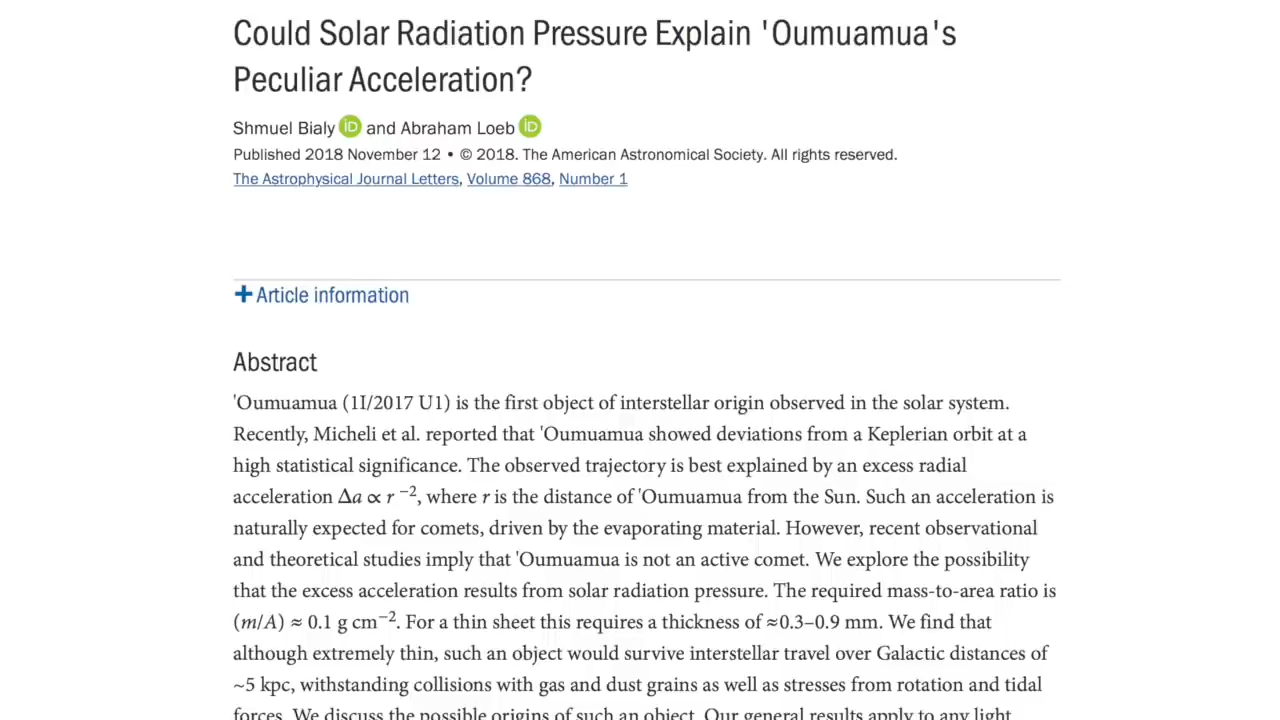 Could Solar Radiation Pressure Explain 'Oumuamua's
Peculiar Acceleration?
Shmuel Bialy iD and Abraham Loeb iD
Published 2018 November 12 • © 2018. The American Astronomical Society. All rights reserved.
The Astrophysical Journal Letters, Volume 868, Number 1
+ Article information
Abstract
'Oumuamua (1I/2017 U1) is the first object of interstellar origin observed in the solar system.
Recently, Micheli et al. reported that 'Oumuamua showed deviations from a Keplerian orbit at a
high statistical significance. The observed trajectory is best explained by an excess radial
acceleration Δa ∝ r⁻², where r is the distance of 'Oumuamua from the Sun. Such an acceleration is
naturally expected for comets, driven by the evaporating material. However, recent observational
and theoretical studies imply that 'Oumuamua is not an active comet. We explore the possibility
that the excess acceleration results from solar radiation pressure. The required mass-to-area ratio is
(m/A) ≈ 0.1 g cm⁻². For a thin sheet this requires a thickness of ≈0.3–0.9 mm. We find that
although extremely thin, such an object would survive interstellar travel over Galactic distances of
~5 kpc, withstanding collisions with gas and dust grains as well as stresses from rotation and tidal
forces. We discuss the possible origins of such an object. Our general results apply to any light